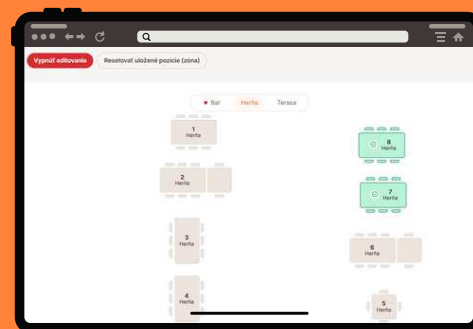 Vypnúť editovanie
Resetovať uložené pozície (zóna)
Bar
Herňa
Terasa
1
Herňa
2
Herňa
3
Herňa
4
Herňa
8
Herňa
7
Herňa
6
Herňa
5
Herňa